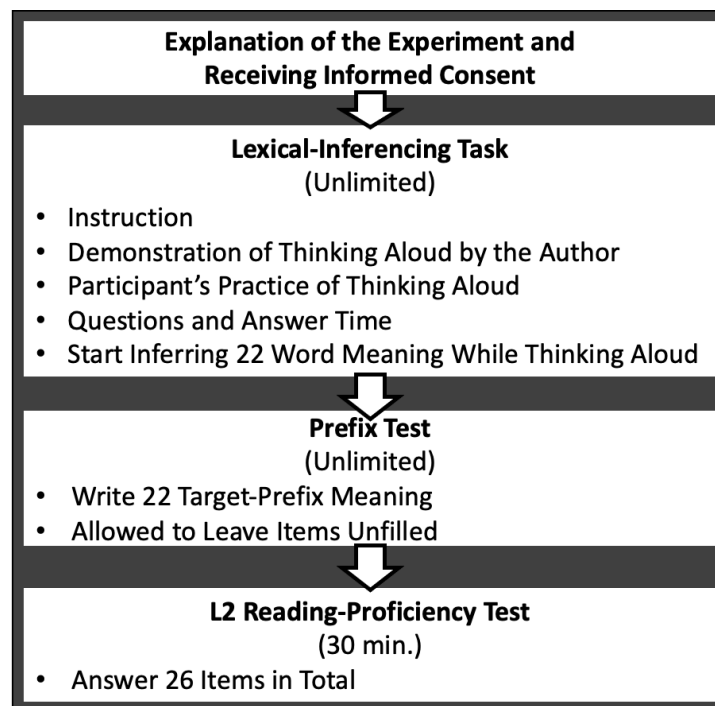 Explanation of the Experiment and
Receiving Informed Consent
Lexical-Inferencing Task
(Unlimited)
• Instruction
• Demonstration of Thinking Aloud by the Author
• Participant’s Practice of Thinking Aloud
• Questions and Answer Time
• Start Inferring 22 Word Meaning While Thinking Aloud
Prefix Test
(Unlimited)
• Write 22 Target-Prefix Meaning
• Allowed to Leave Items Unfilled
L2 Reading-Proficiency Test
(30 min.)
• Answer 26 Items in Total